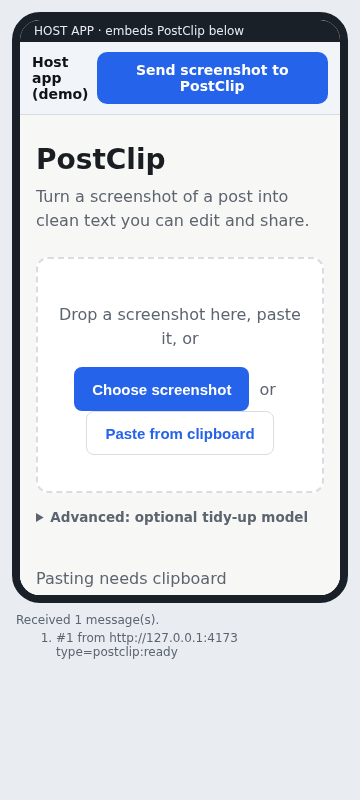 HOST APP · embeds PostClip below
Host
app
(demo)
Send screenshot to
PostClip
PostClip
Turn a screenshot of a post into
clean text you can edit and share.
Drop a screenshot here, paste
it, or
Choose screenshot or
Paste from clipboard
▶ Advanced: optional tidy-up model
Pasting needs clipboard
Received 1 message(s).
1. #1 from http://127.0.0.1:4173
type=postclip:ready